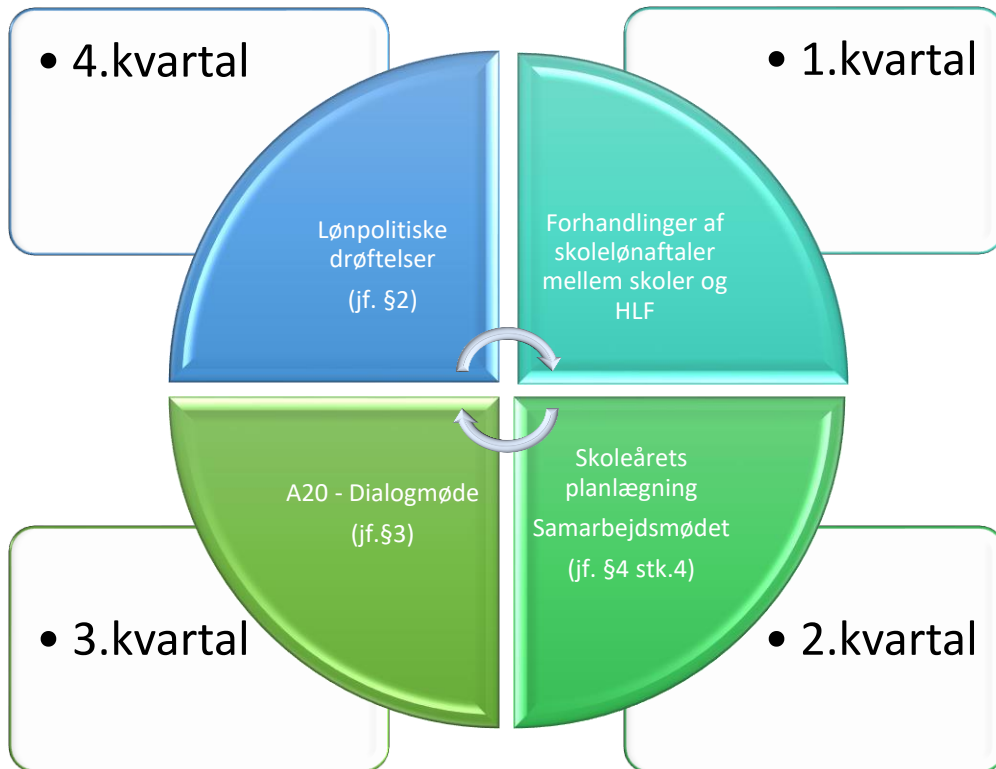 • 4.kvartal
• 1.kvartal
Lønpolitiske
drøftelser
(jf. §2)
Forhandlinger af
skolelønaftaler
mellem skoler og
HLF
A20 - Dialogmøde
(jf.§3)
Skoleårets
planlægning
Samarbejdsmødet
(jf. §4 stk.4)
• 3.kvartal
• 2.kvartal